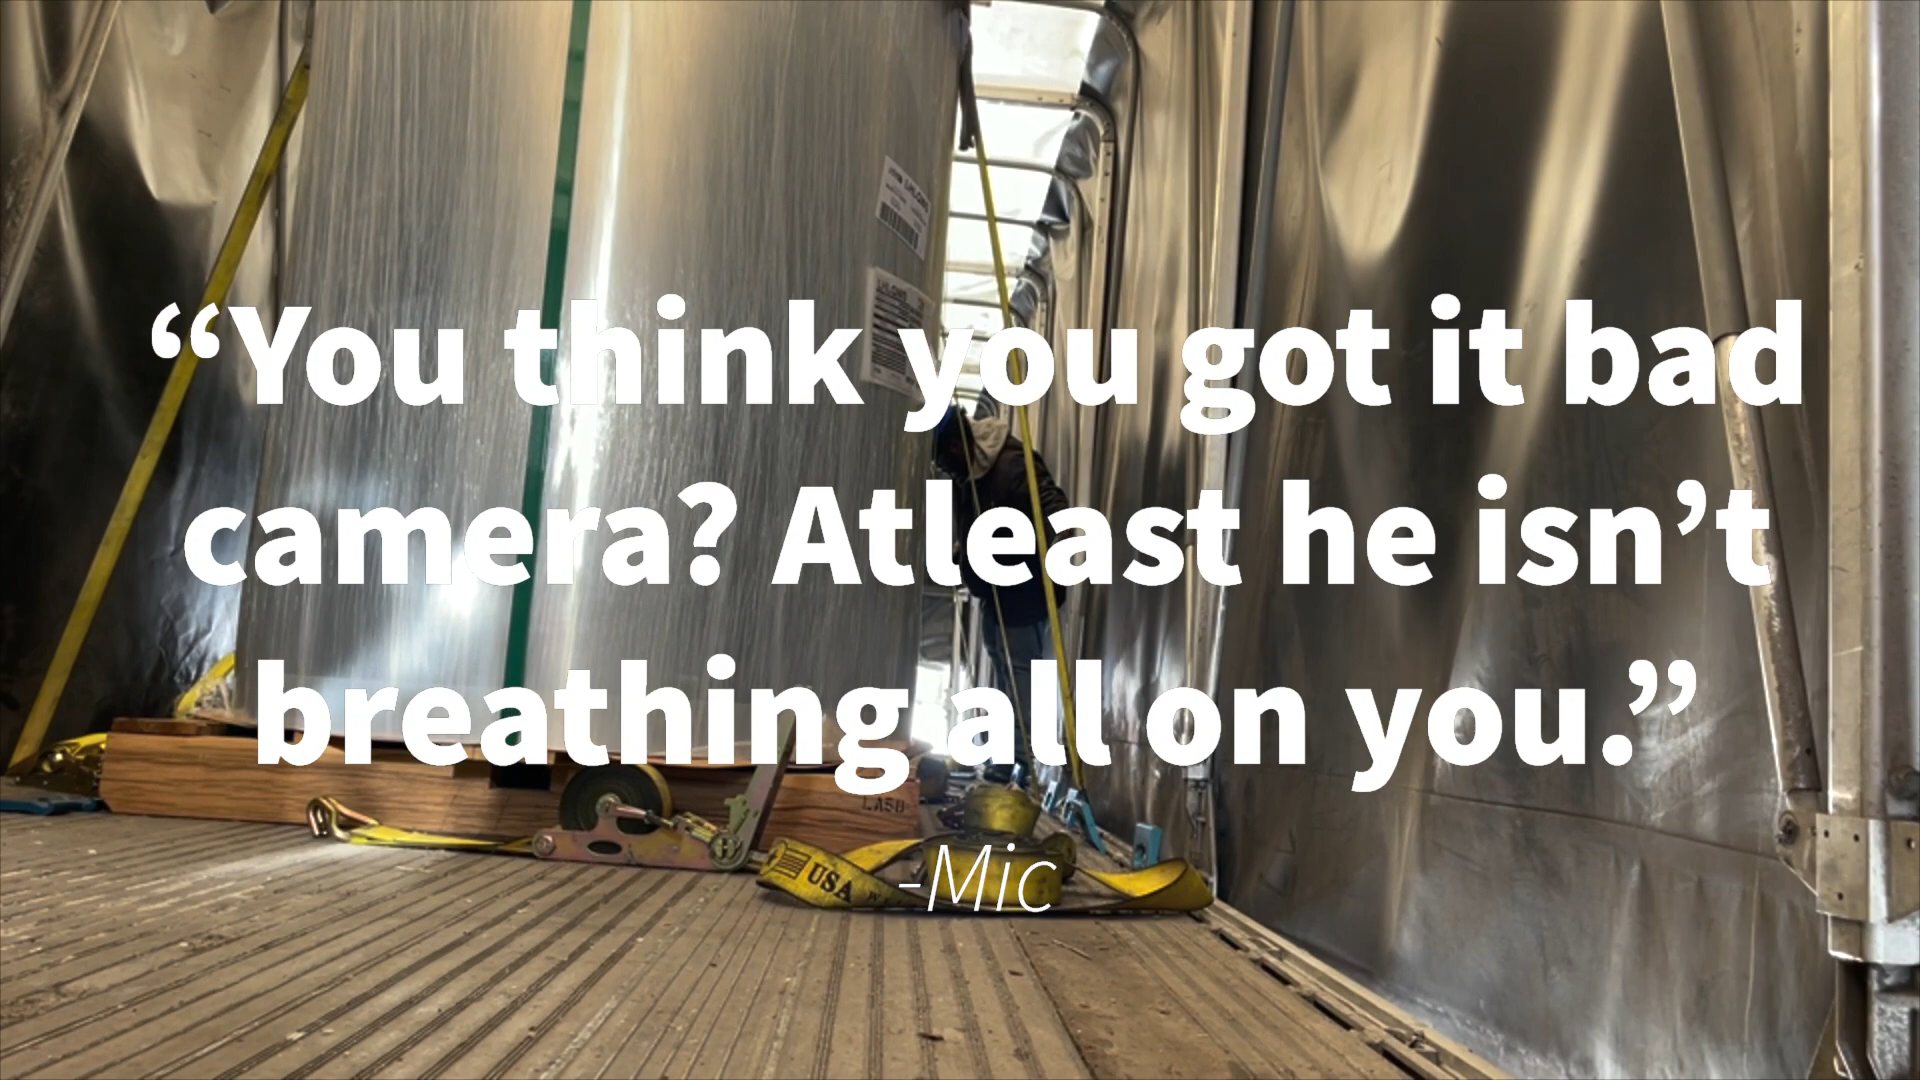 “You think you got it bad
camera? Atleast he isn’t
breathing all on you.”
-Mic
USA